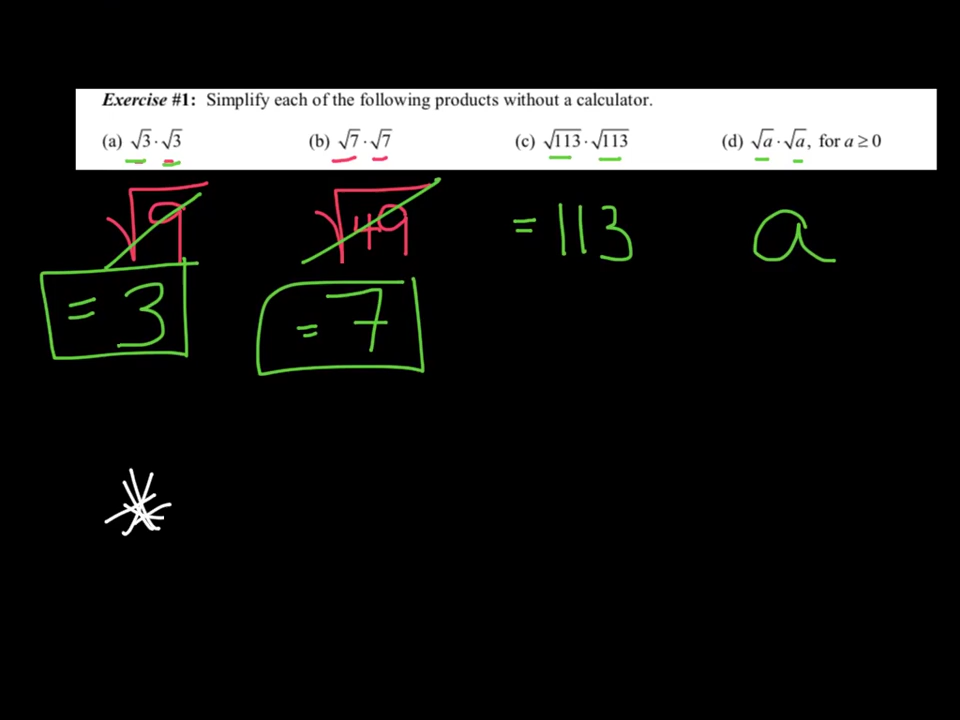 Exercise #1: Simplify each of the following products without a calculator.
(a) √3·√3 (b) √7·√7 (c) √113·√113 (d) √a·√a, for a≥0
√9 √49 =113 a
=3 =7